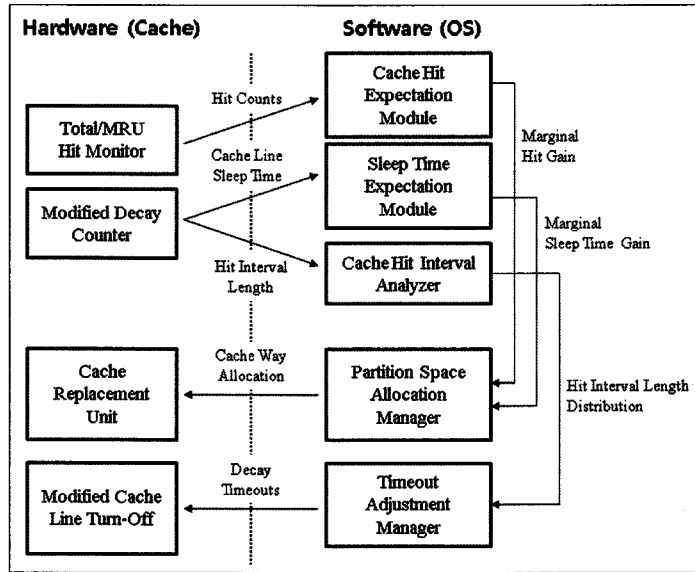 Hardware (Cache)
Software (OS)
Cache Hit
Expectation
Module
Hit Counts
Total/MRU
Hit Monitor
Marginal
Hit Gain
Cache Line
Sleep Time
Sleep Time
Expectation
Module
Modified Decay
Counter
Marginal
Sleep Time Gain
Hit Interval
Length
Cache Hit Interval
Analyzer
Cache Way
Allocation
Cache
Replacement
Unit
Partition Space
Allocation
Manager
Hit Interval Length
Distribution
Decay
Timeouts
Modified Cache
Line Turn-Off
Timeout
Adjustment
Manager